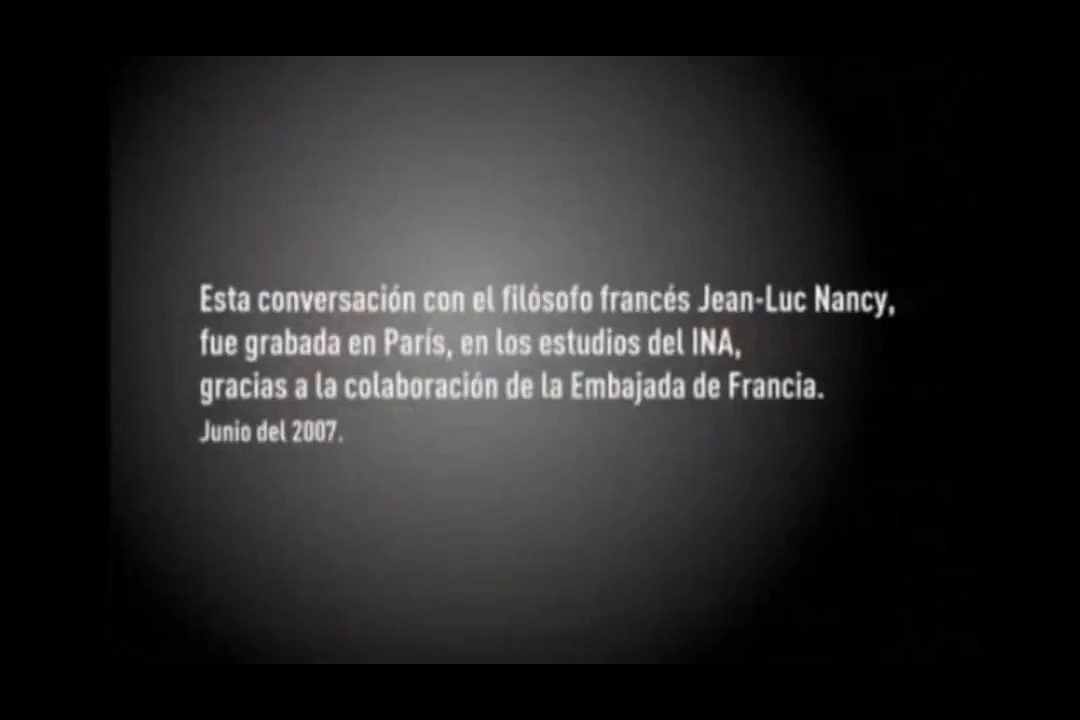 Esta conversación con el filósofo francés Jean-Luc Nancy,
fue grabada en París, en los estudios del INA,
gracias a la colaboración de la Embajada de Francia.
Junio del 2007.